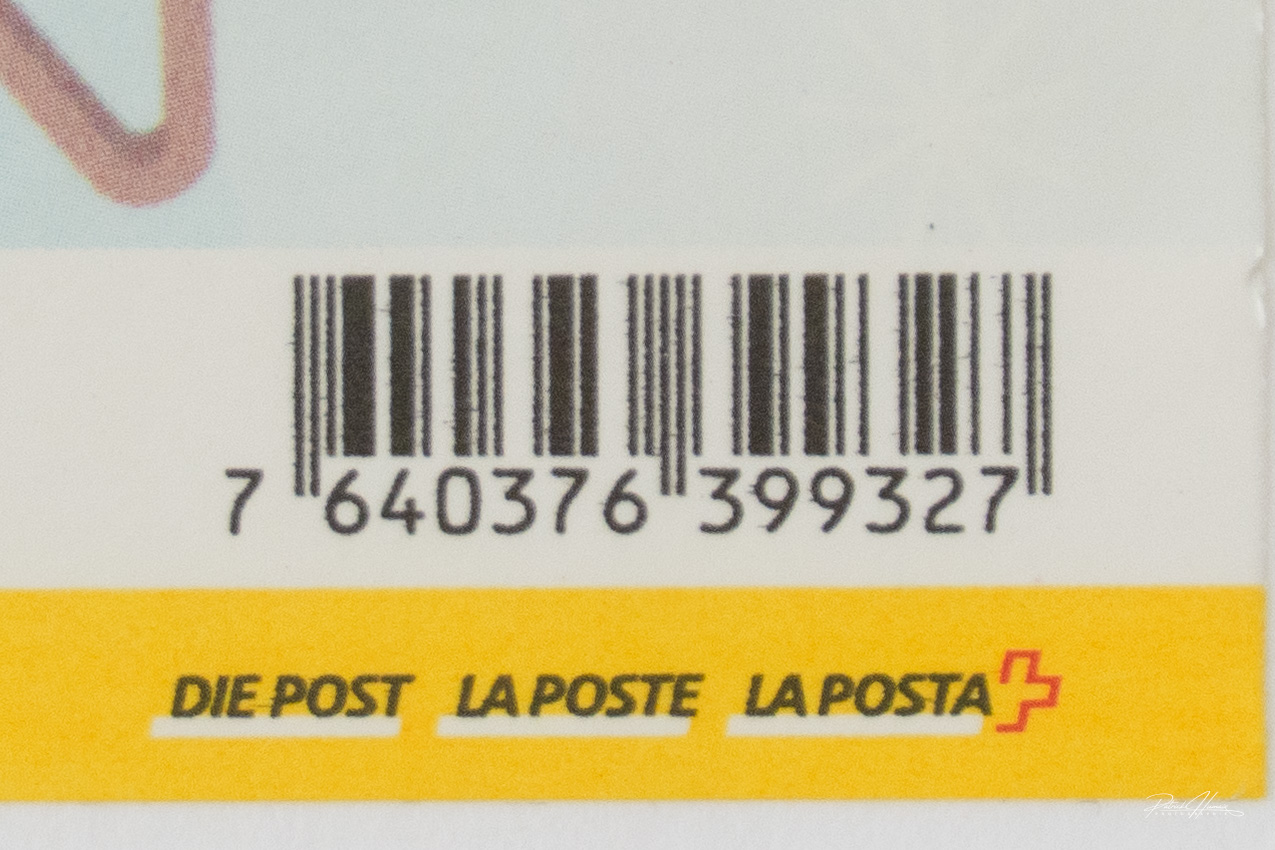 7 640376 399327
DIE POST LA POSTE LA POSTA